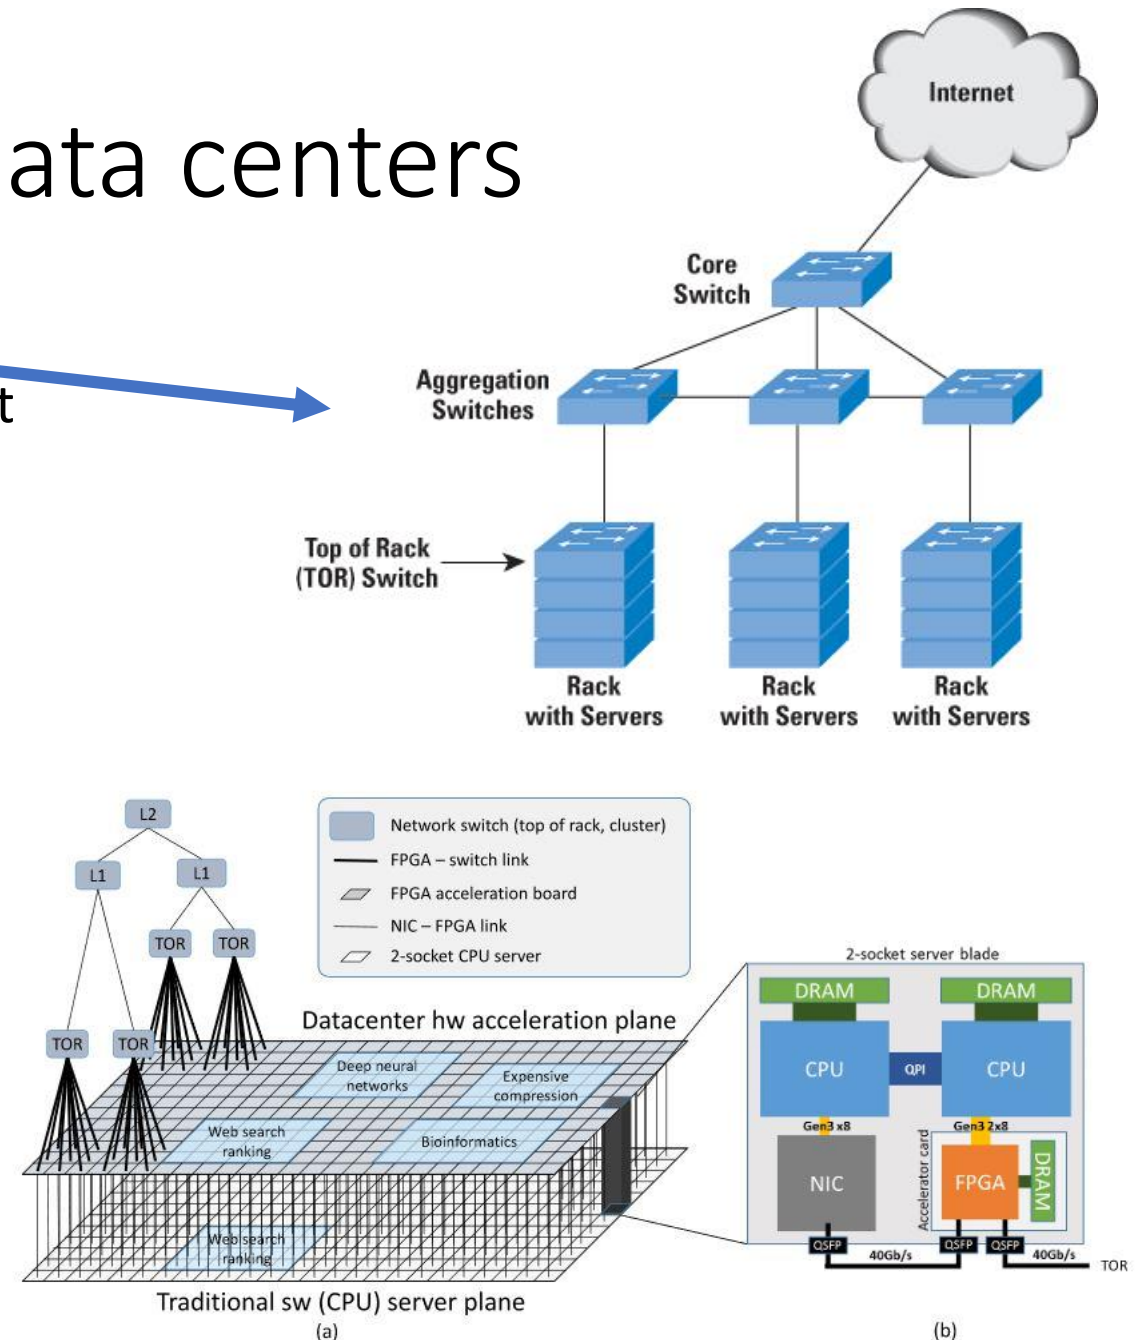 Internet
ata centers
Core
Switch
t
Aggregation
Switches
Top of Rack
(TOR) Switch
Rack
with Servers
Rack
with Servers
Rack
with Servers
L2
L1
L1
TOR
TOR
TOR
TOR
Network switch (top of rack, cluster)
FPGA – switch link
FPGA acceleration board
NIC – FPGA link
2-socket CPU server
Datacenter hw acceleration plane
Deep neural
networks
Expensive
compression
Web search
ranking
Bioinformatics
Web search
ranking
Traditional sw (CPU) server plane
(a)
2-socket server blade
DRAM
DRAM
CPU
QPI
CPU
Gen3 x8
Gen3 2x8
NIC
Accelerator card
FPGA
DRAM
QSFP
40Gb/s
QSFP
QSFP
40Gb/s
TOR
(b)